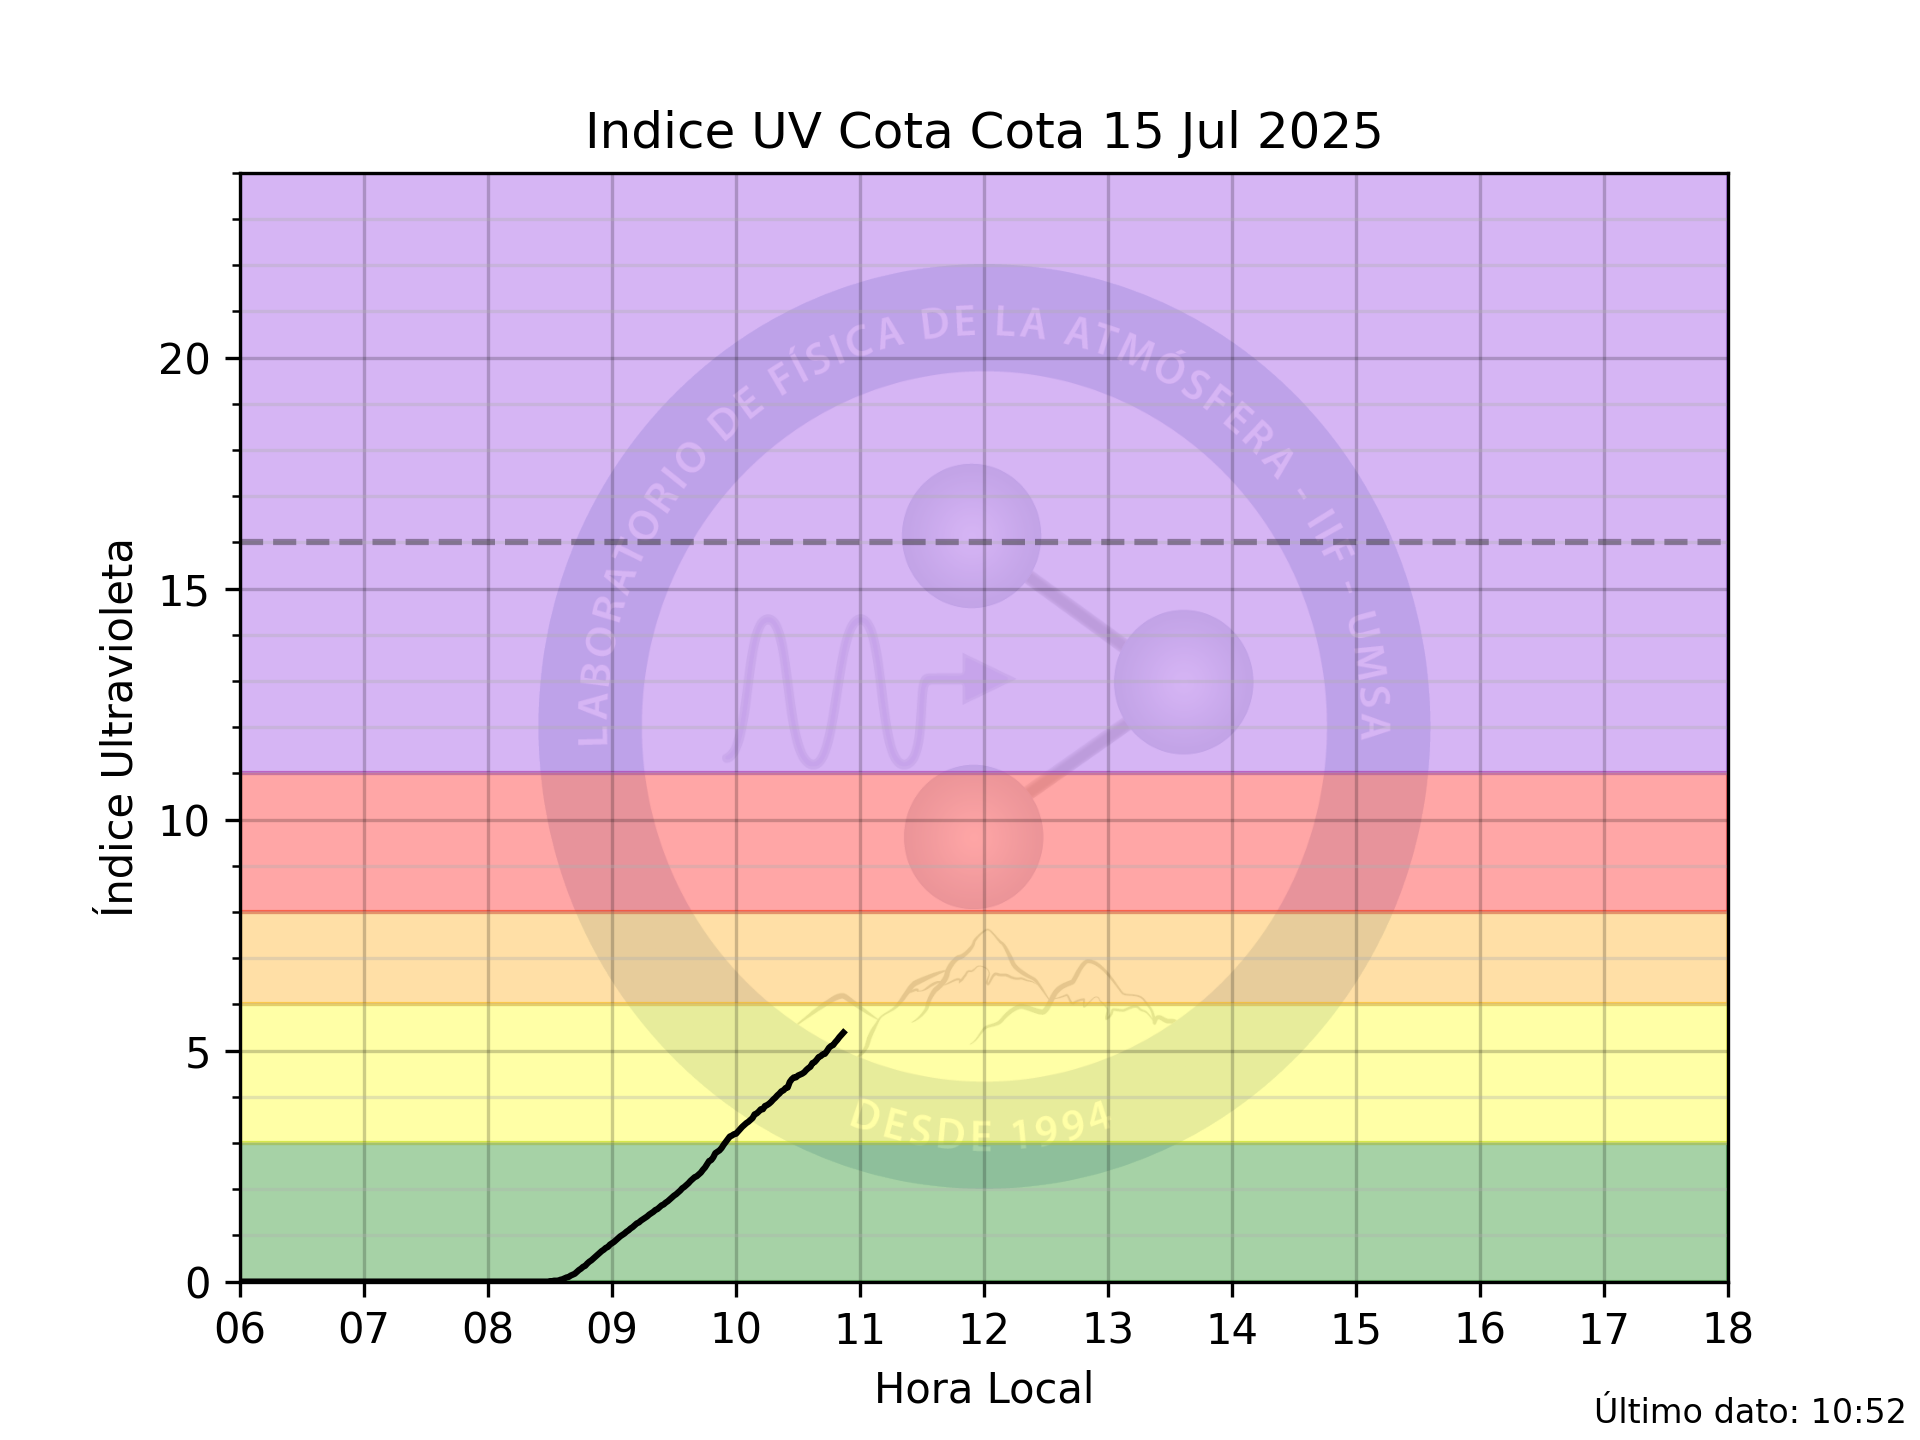 Indice UV Cota Cota 15 Jul 2025
Índice Ultravioleta
20
15
10
5
0
LABORATORIO DE FÍSICA DE LA ATMÓSFERA - IIF - UMSA
DESDE 1994
06 07 08 09 10 11 12 13 14 15 16 17 18
Hora Local
Último dato: 10:52